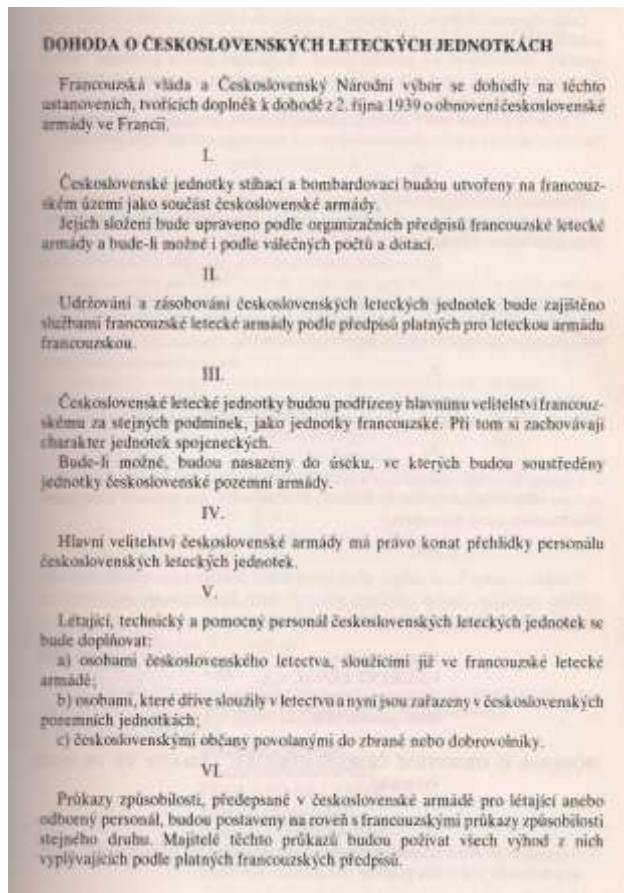 DOHODA O ČESKOSLOVENSKÝCH LETECKÝCH JEDNOTKÁCH
Francouzská vláda a Československý Národní výbor se dohodly na těchto
ustanoveních, tvořících doplněk k dohodě z 2. října 1939 o obnovení československé
armády ve Francii.
I.
Československé jednotky stíhací a bombardovací budou utvořeny na francouz-
ském území jako součást československé armády.
Jejich složení bude upraveno podle organizačních předpisů francouzské letecké
armády a bude-li možné i podle válečných počtů a dotací.
II.
Udržování a zásobování československých leteckých jednotek bude zajištěno
službami francouzské letecké armády podle předpisů platných pro leteckou armádu
francouzskou.
III.
Československé letecké jednotky budou podřízeny hlavnímu velitelství francouz-
skému za stejných podmínek, jako jednotky francouzské. Při tom si zachovávají
charakter jednotek spojeneckých.
Bude-li možné, budou nasazeny do úseku, ve kterých budou soustředěny
jednotky československé pozemní armády.
IV.
Hlavní velitelství československé armády má právo konat přehlídky personálu
československých leteckých jednotek.
V.
Létající, technický a pomocný personál československých leteckých jednotek se
bude doplňovat:
a) osobami československého letectva, sloužícími již ve francouzské letecké
armádě;
b) osobami, které dříve sloužily v letectvu a nyní jsou zařazeny v československých
pozemních jednotkách;
c) československými občany povolanými do zbraně nebo dobrovolníky.
VI.
Průkazy způsobilosti, předepsané v československé armádě pro létající anebo
odborný personál, budou postaveny na roveň s francouzskými průkazy způsobilosti
stejného druhu. Majitelé těchto průkazů budou požívat všech výhod z nich
vyplývajících podle platných francouzských předpisů.